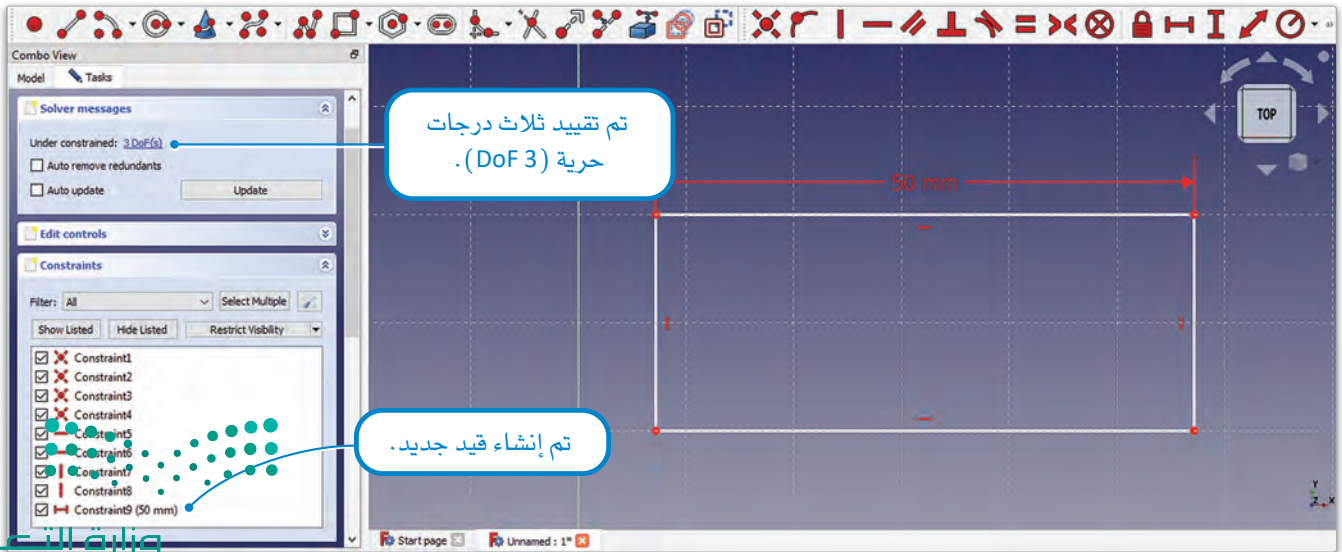 Combo View
Model Tasks
Solver messages
Under constrained: 3 DoF(s)
Auto remove redundants
Auto update Update
Edit controls
Constraints
Filter: All Select Multiple
Show Listed Hide Listed Restrict Visibility
Constraint1
Constraint2
Constraint3
Constraint4
Constraint5
Constraint6
Constraint7
Constraint8
Constraint9 (50 mm)
تم تقييد ثلاث درجات
حرية (3 DoF).
تم إنشاء قيد جديد.
50 mm
TOP
Y
Z X
Start page Unnamed : 1*
وزارة التع